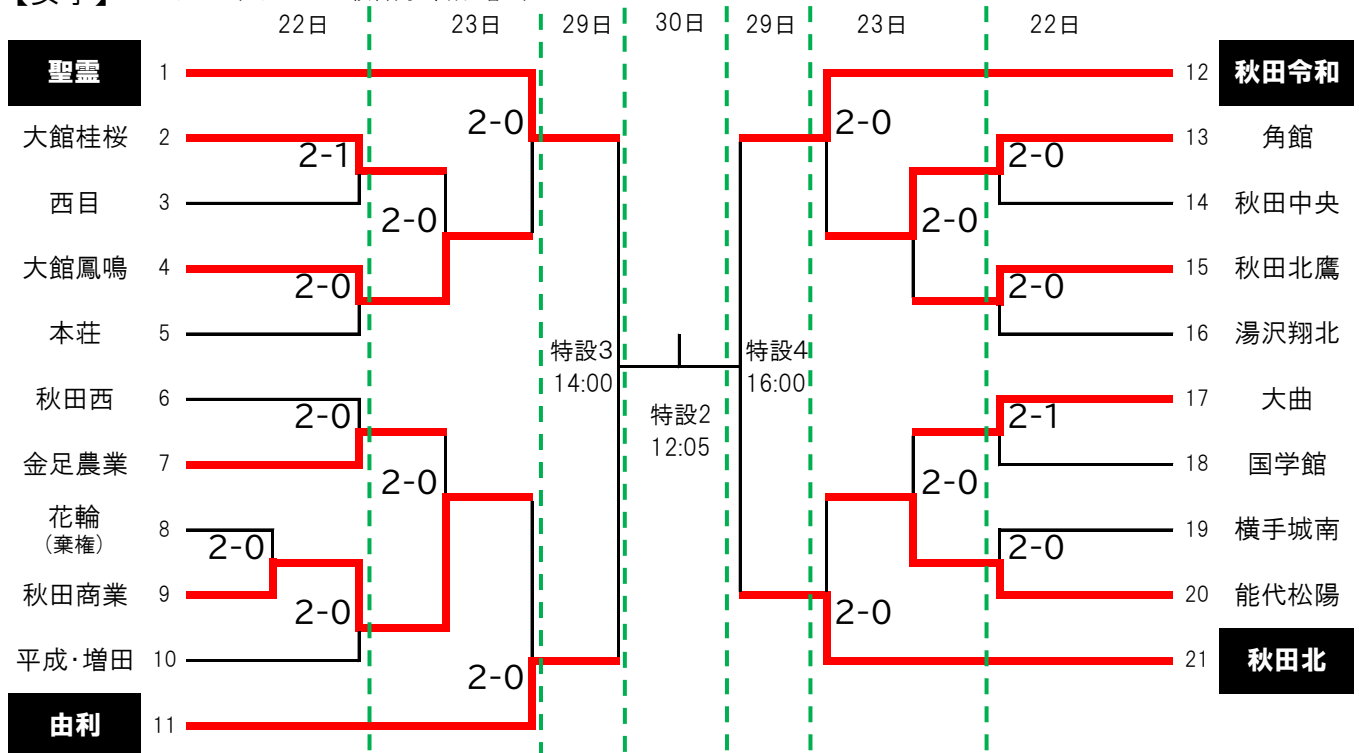 22日 23日 29日 30日 29日 23日 22日
聖霊 1
大館桂桜 2
西目 3
大館鳳鳴 4
本荘 5
秋田西 6
金足農業 7
花輪 8
(棄権)
秋田商業 9
平成・増田 10
由利 11
2-1
2-0
2-0
2-0
2-0
2-0
2-0
2-0
2-0
特設3
14:00
特設2
12:05
特設4
16:00
12 秋田令和
13 角館
14 秋田中央
15 秋田北鷹
16 湯沢翔北
17 大曲
18 国学館
19 横手城南
20 能代松陽
21 秋田北
2-0
2-0
2-0
2-0
2-1
2-0
2-0
2-0